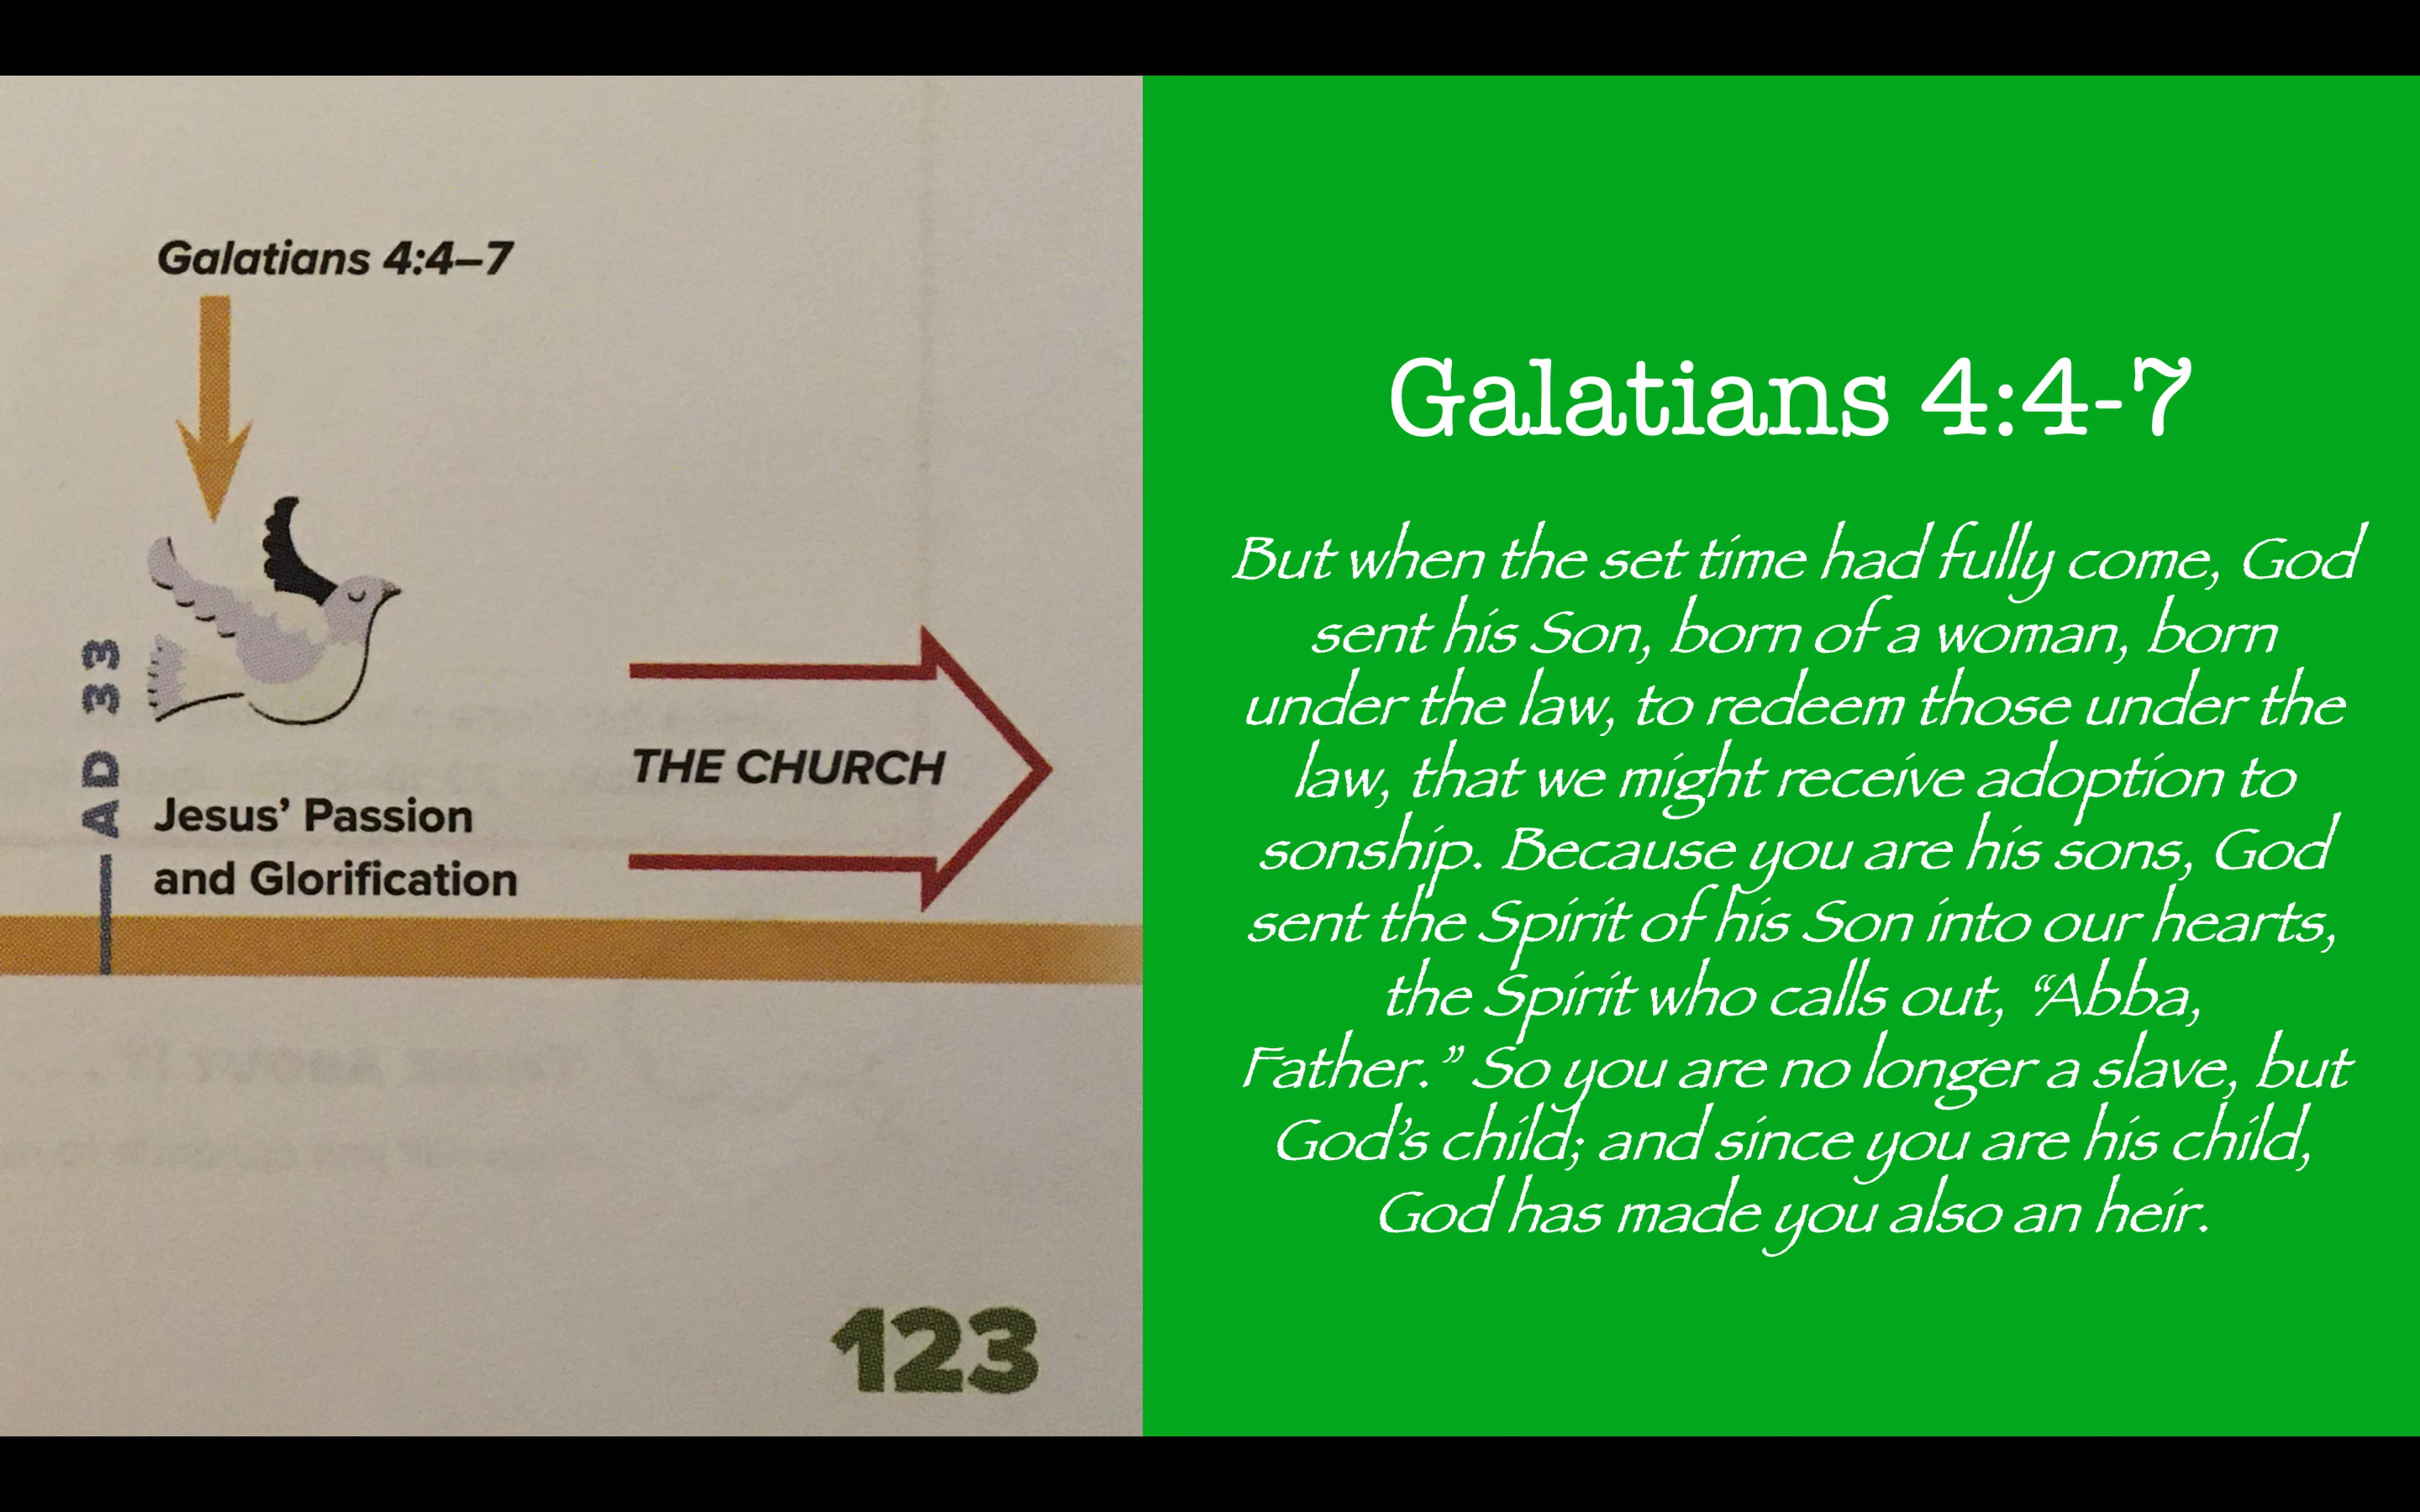 Galatians 4:4–7
AD 33
THE CHURCH
Jesus’ Passion
and Glorification
123
Galatians 4:4-7
But when the set time had fully come, God
sent his Son, born of a woman, born
under the law, to redeem those under the
law, that we might receive adoption to
sonship. Because you are his sons, God
sent the Spirit of his Son into our hearts,
the Spirit who calls out, “Abba,
Father.” So you are no longer a slave, but
God’s child; and since you are his child,
God has made you also an heir.